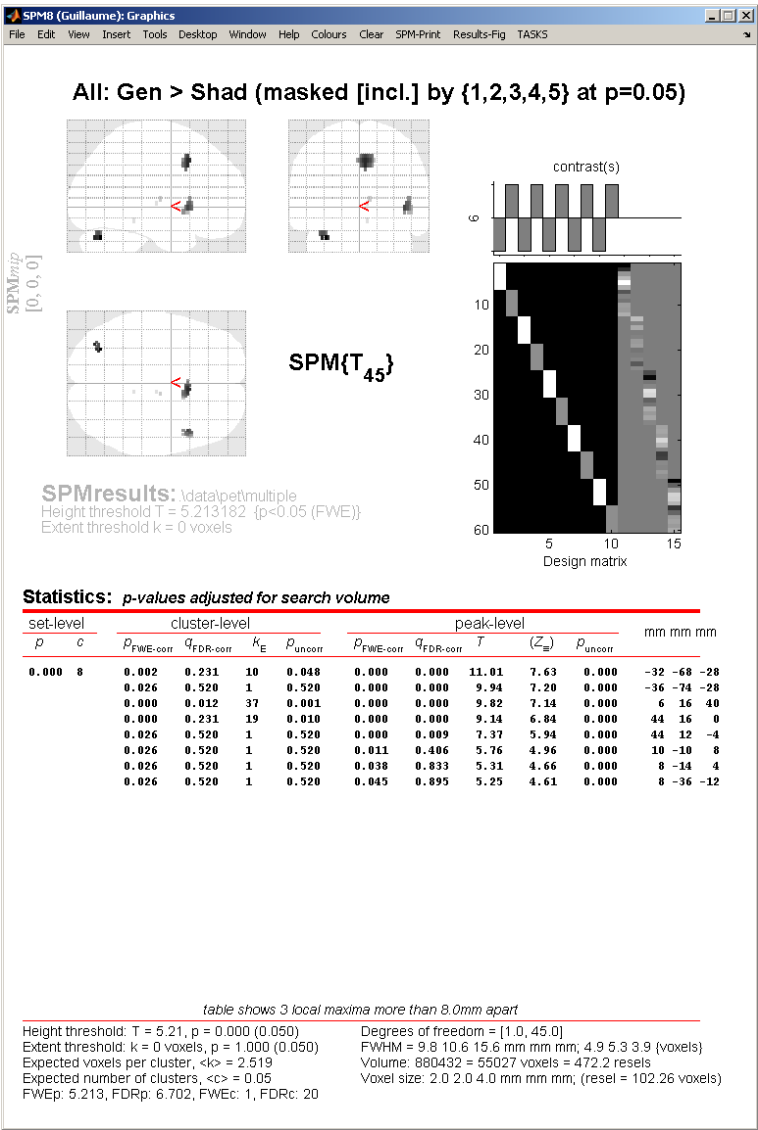 SPM8 (Guillaume): Graphics
File Edit View Insert Tools Desktop Window Help Colours Clear SPM-Print Results-Fig TASKS
All: Gen > Shad (masked [incl.] by {1,2,3,4,5} at p=0.05)
SPMmip
[0, 0, 0]
<
<
<
SPM{T45}
contrast(s)
6
10
20
30
40
50
60
5 10 15
Design matrix
SPMresults: .\data\pet\multiple
Height threshold T = 5.213182 {p<0.05 (FWE)}
Extent threshold k = 0 voxels
Statistics: p-values adjusted for search volume
set-level cluster-level peak-level mm mm mm
p c pFWE-corr qFDR-corr kE puncorr pFWE-corr qFDR-corr T (Z≡) puncorr
0.000 8 0.002 0.231 10 0.048 0.000 0.000 11.01 7.63 0.000 -32 -68 -28
0.026 0.520 1 0.520 0.000 0.000 9.94 7.20 0.000 -36 -74 -28
0.000 0.012 37 0.001 0.000 0.000 9.82 7.14 0.000 6 16 40
0.000 0.231 19 0.010 0.000 0.000 9.14 6.84 0.000 44 16 0
0.026 0.520 1 0.520 0.000 0.009 7.37 5.94 0.000 44 12 -4
0.026 0.520 1 0.520 0.011 0.406 5.76 4.96 0.000 10 -10 8
0.026 0.520 1 0.520 0.038 0.833 5.31 4.66 0.000 8 -14 4
0.026 0.520 1 0.520 0.045 0.895 5.25 4.61 0.000 8 -36 -12
table shows 3 local maxima more than 8.0mm apart
Height threshold: T = 5.21, p = 0.000 (0.050)
Extent threshold: k = 0 voxels, p = 1.000 (0.050)
Expected voxels per cluster, <k> = 2.519
Expected number of clusters, <c> = 0.05
FWEp: 5.213, FDRp: 6.702, FWEc: 1, FDRc: 20
Degrees of freedom = [1.0, 45.0]
FWHM = 9.8 10.6 15.6 mm mm mm; 4.9 5.3 3.9 {voxels}
Volume: 880432 = 55027 voxels = 472.2 resels
Voxel size: 2.0 2.0 4.0 mm mm mm; (resel = 102.26 voxels)